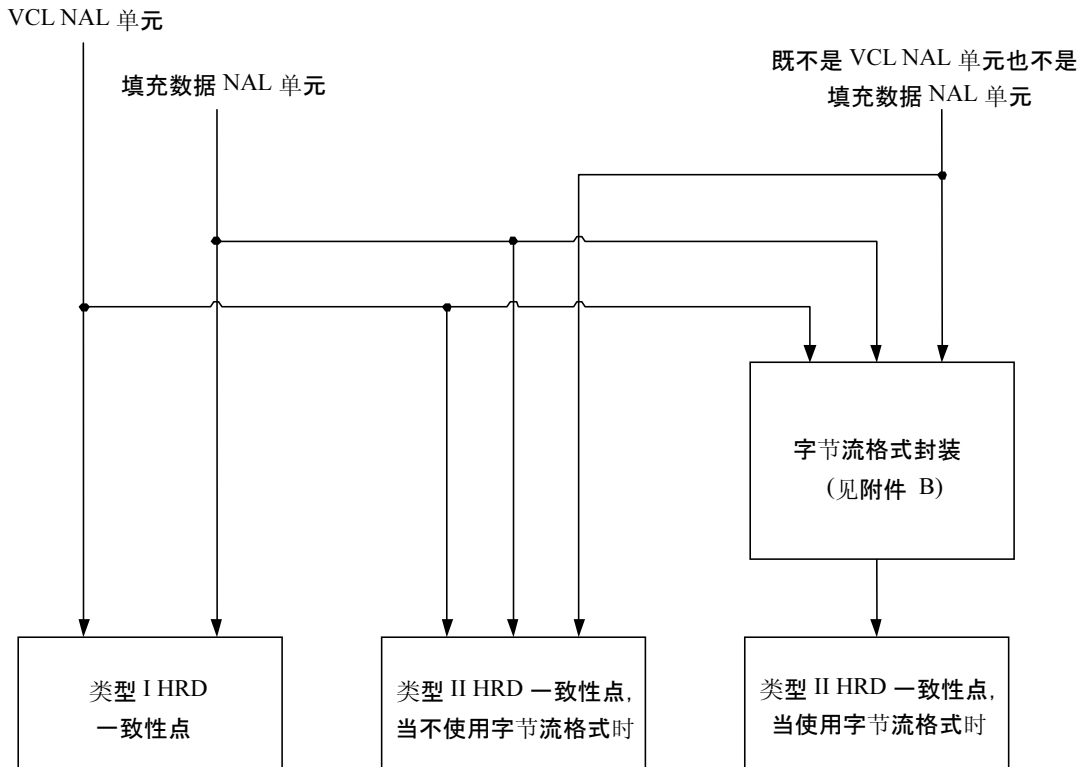 VCL NAL 单元
填充数据 NAL 单元
既不是 VCL NAL 单元也不是
填充数据 NAL 单元
字节流格式封装
(见附件 B)
类型 I HRD
一致性点
类型 II HRD 一致性点,
当不使用字节流格式时
类型 II HRD 一致性点,
当使用字节流格式时